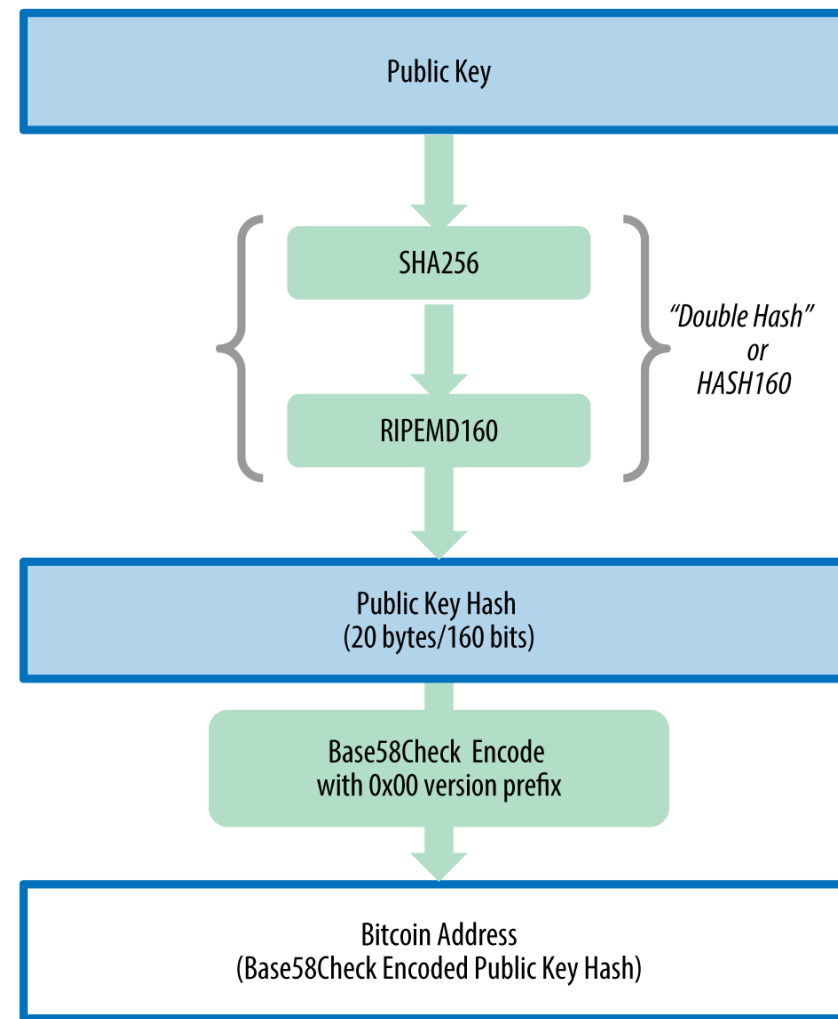 Public Key
SHA256
“Double Hash”
or
HASH160
RIPEMD160
Public Key Hash
(20 bytes/160 bits)
Base58Check Encode
with 0x00 version prefix
Bitcoin Address
(Base58Check Encoded Public Key Hash)